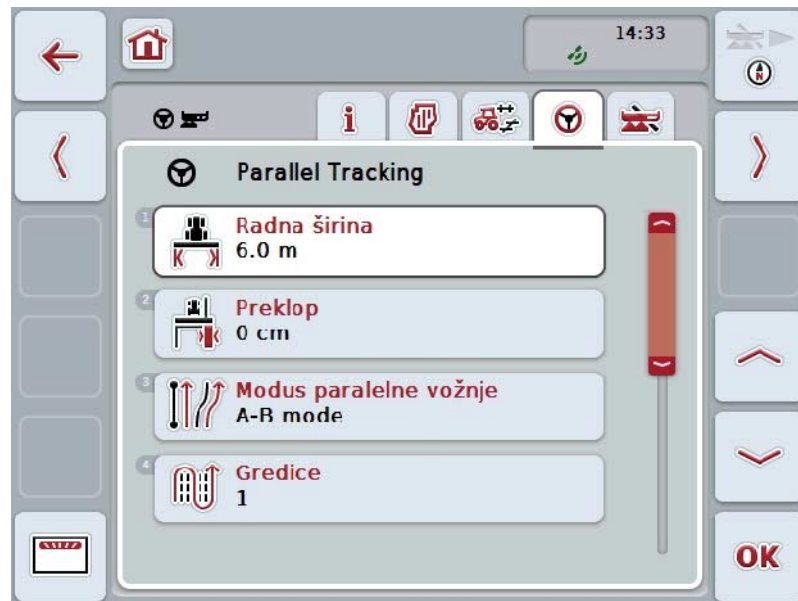 14:33
N
i
Parallel Tracking
1
Radna širina
6.0 m
2
Preklop
0 cm
3
Modus paralelne vožnje
A-B mode
4
Gredice
1
OK